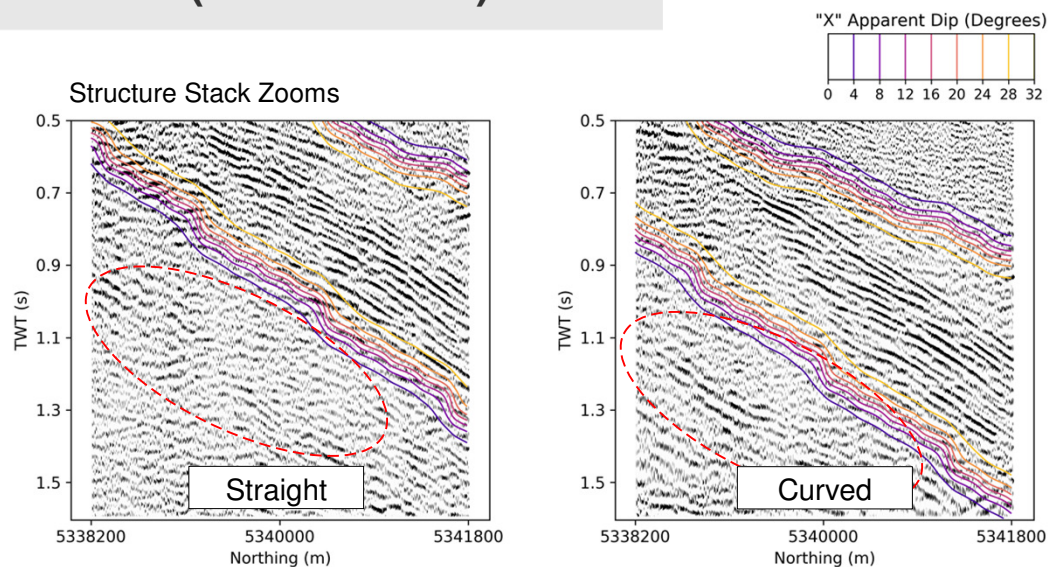 "X" Apparent Dip (Degrees)
0 4 8 12 16 20 24 28 32
Structure Stack Zooms
0.5
0.7
0.9
1.1
1.3
1.5
TWT (s)
5338200 5340000 5341800
Northing (m)
Straight
0.5
0.7
0.9
1.1
1.3
1.5
TWT (s)
5338200 5340000 5341800
Northing (m)
Curved